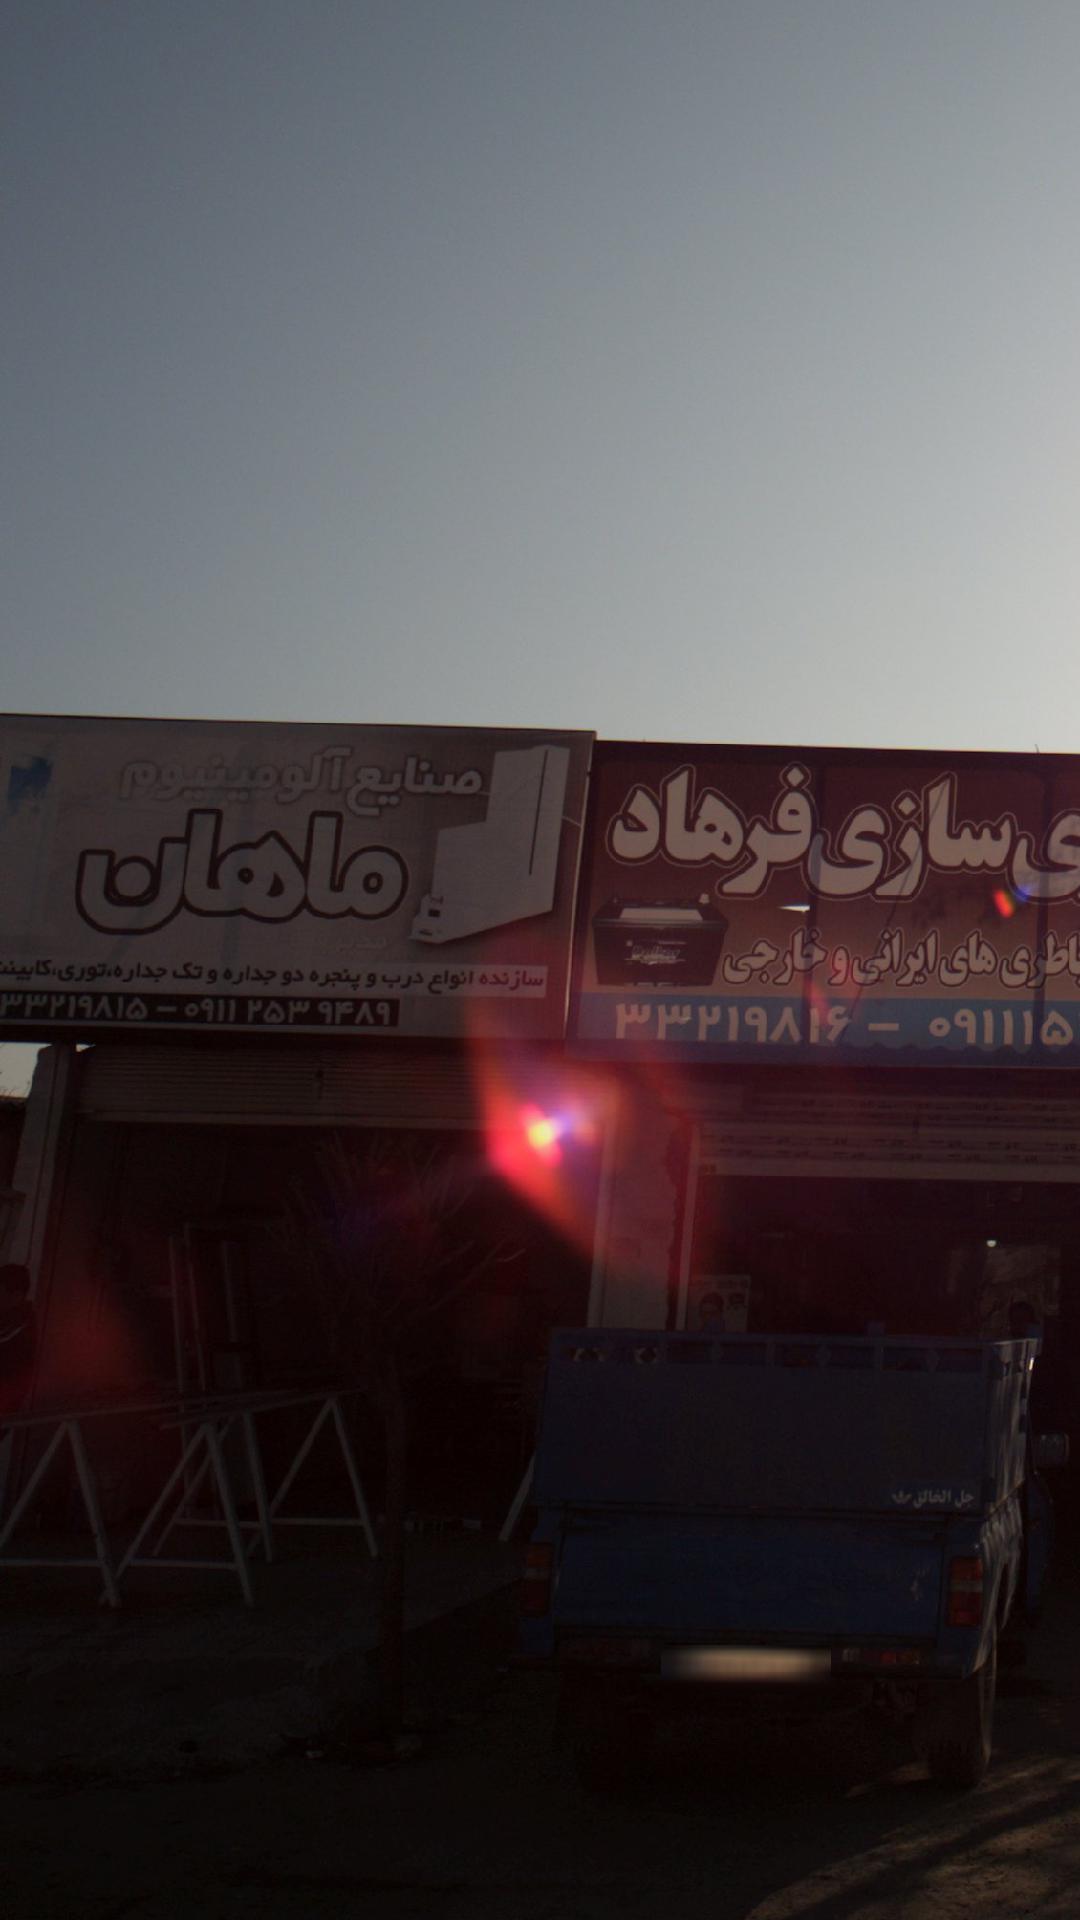 صنایع آلومینیوم
ماهان
سازنده انواع درب و پنجره دو جداره و تک جداره،توری،کابینت
۳۳۲۱۹۸۱۵ – ۰۹۱۱ ۲۵۳ ۹۴۸۹
سازی فرهاد
باطری های ایرانی و خارجی
۳۳۲۱۹۸۱۶ – ۰۹۱۱۱۵
جل الخالق